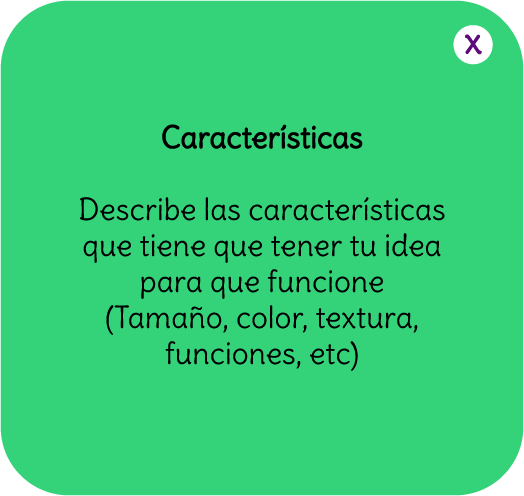 X
Características
Describe las características
que tiene que tener tu idea
para que funcione
(Tamaño, color, textura,
funciones, etc)